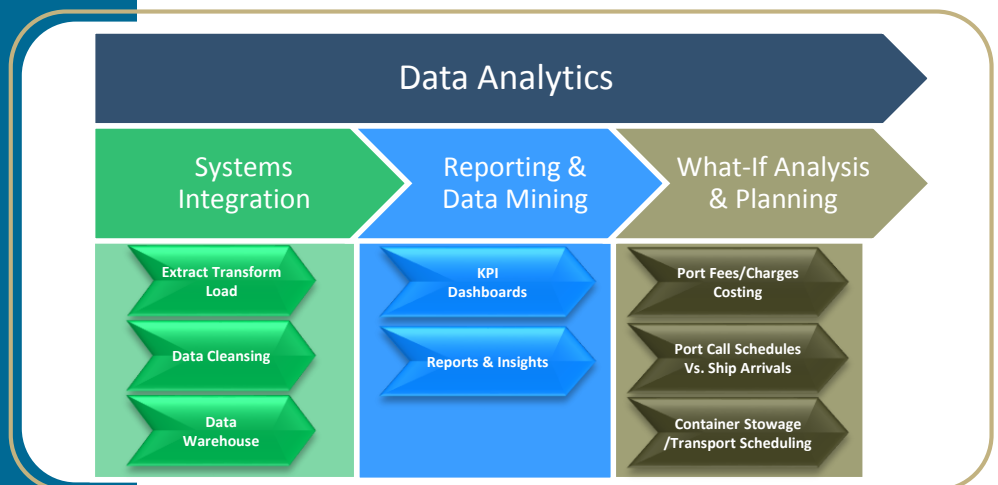 Data Analytics
Systems
Integration
Reporting &
Data Mining
What-If Analysis
& Planning
Extract Transform
Load
Data Cleansing
Data
Warehouse
KPI
Dashboards
Reports & Insights
Port Fees/Charges
Costing
Port Call Schedules
Vs. Ship Arrivals
Container Stowage
/Transport Scheduling